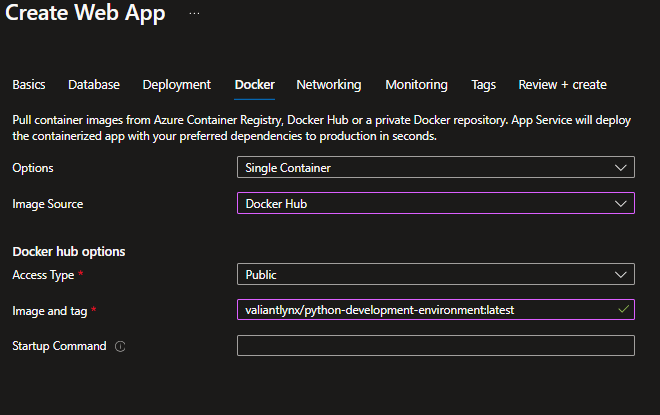 Create Web App ...
Basics Database Deployment Docker Networking Monitoring Tags Review + create
Pull container images from Azure Container Registry, Docker Hub or a private Docker repository. App Service will deploy
the containerized app with your preferred dependencies to production in seconds.
Options Single Container
Image Source Docker Hub
Docker hub options
Access Type * Public
Image and tag * valiantlynx/python-development-environment:latest
Startup Command